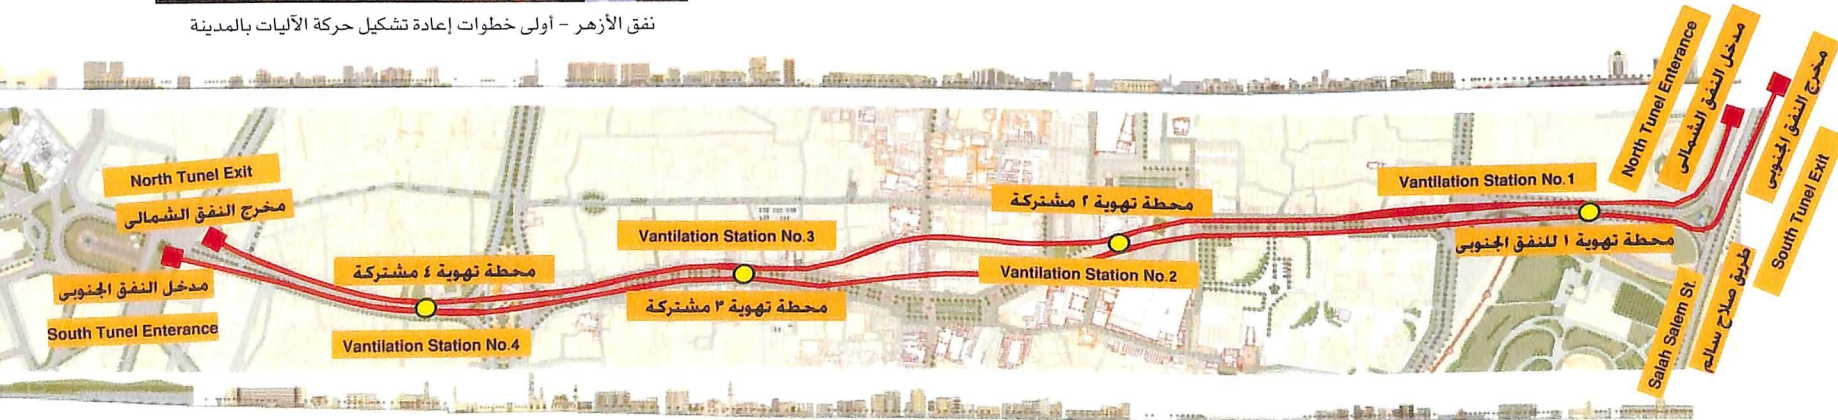 نفق الأزهر – أولى خطوات إعادة تشكيل حركة الآليات بالمدينة
North Tunel Exit
مخرج النفق الشمالى
مدخل النفق الجنوبى
South Tunel Enterance
محطة تهوية ٤ مشتركة
Vantilation Station No.4
Vantilation Station No.3
محطة تهوية ٣ مشتركة
محطة تهوية ٢ مشتركة
Vantilation Station No.2
Vantilation Station No.1
محطة تهوية ١ للنفق الجنوبى
North Tunel Enterance
مدخل النفق الشمالى
مخرج النفق الجنوبى
South Tunel Exit
Salah Salem St.
طريق صلاح سالم